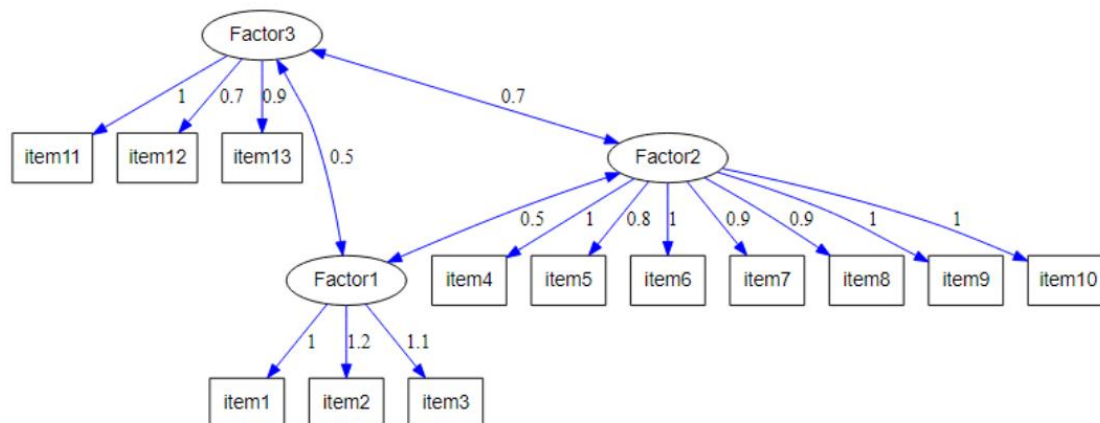 Factor3
1
0.7
0.9
0.7
item11
item12
item13
0.5
Factor2
0.5
1
0.8
1
0.9
0.9
1
1
Factor1
item4
item5
item6
item7
item8
item9
item10
1
1.2
1.1
item1
item2
item3